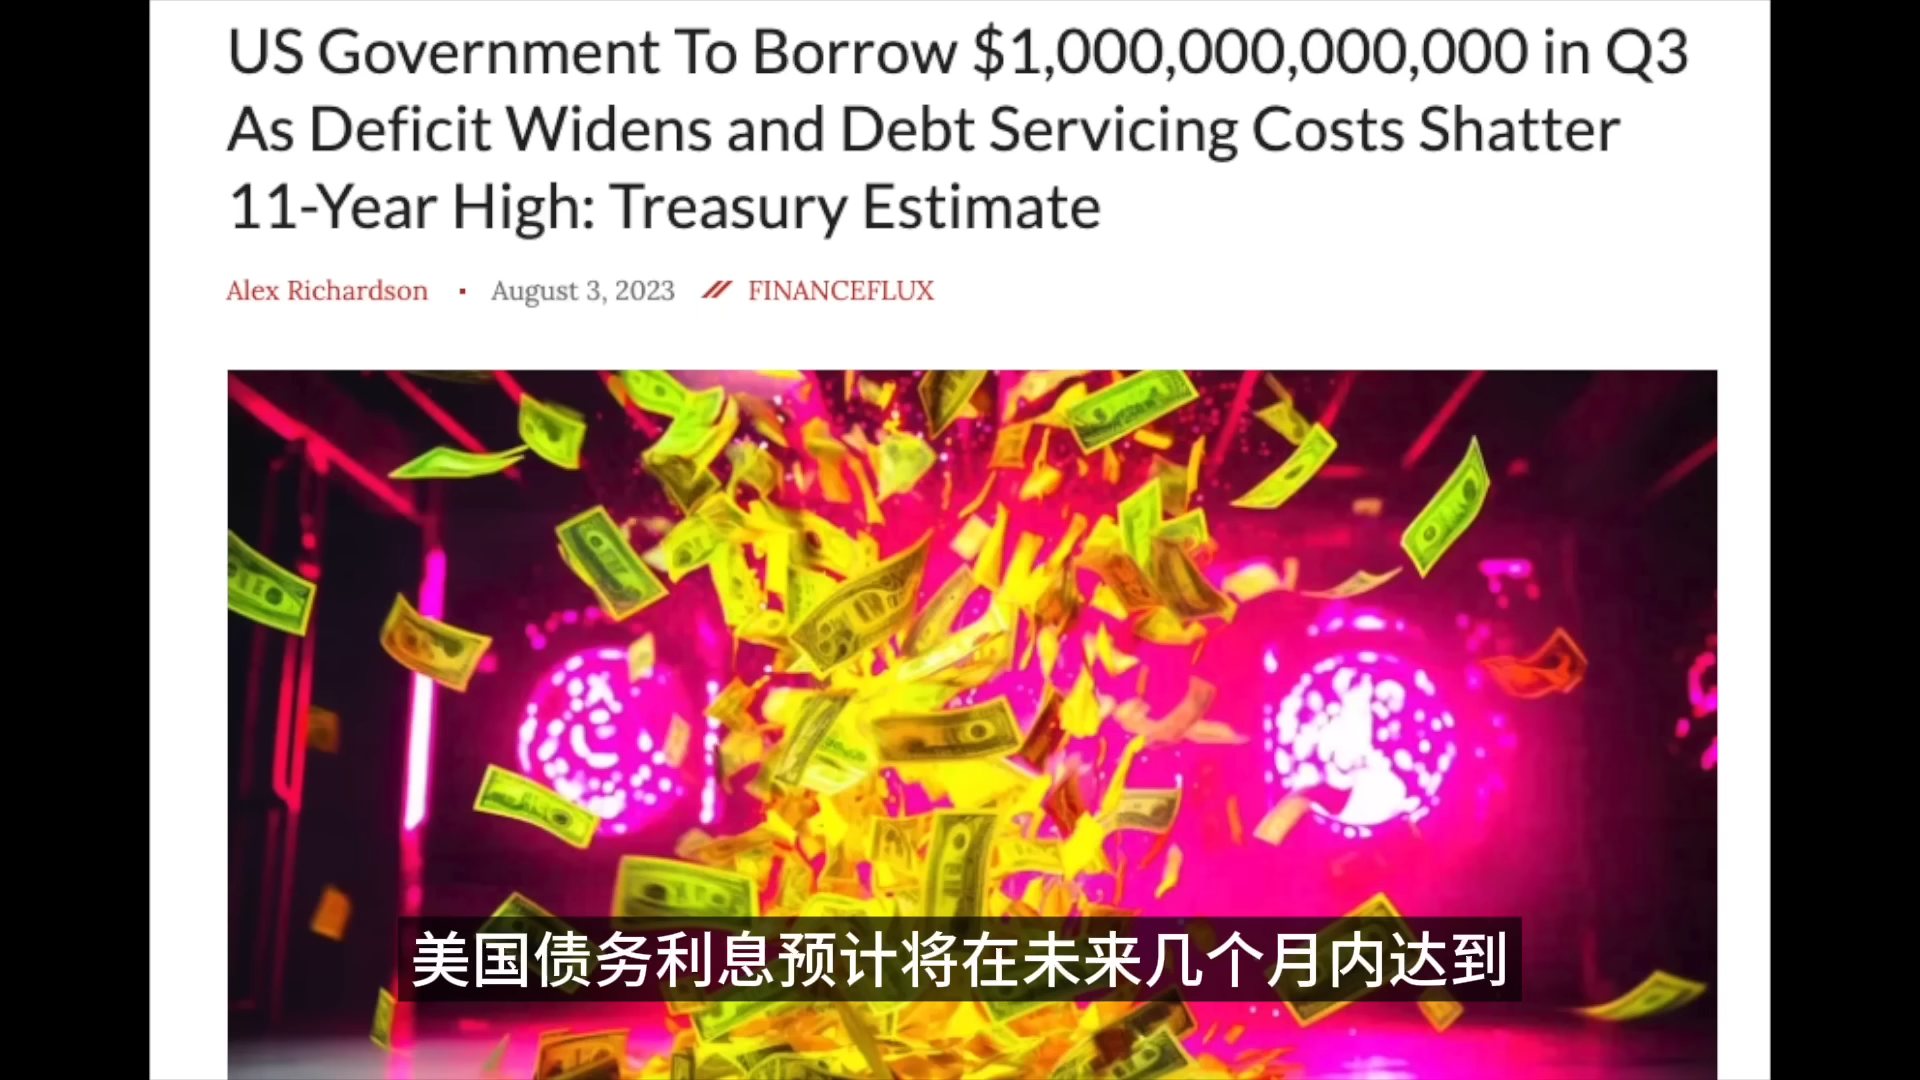 US Government To Borrow $1,000,000,000,000 in Q3
As Deficit Widens and Debt Servicing Costs Shatter
11-Year High: Treasury Estimate
Alex Richardson ▪ August 3, 2023 // FINANCEFLUX
美国债务利息预计将在未来几个月内达到